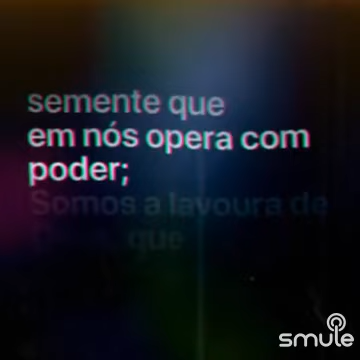 semente que
em nós opera com
poder;
Somos a lavoura de
que
smule